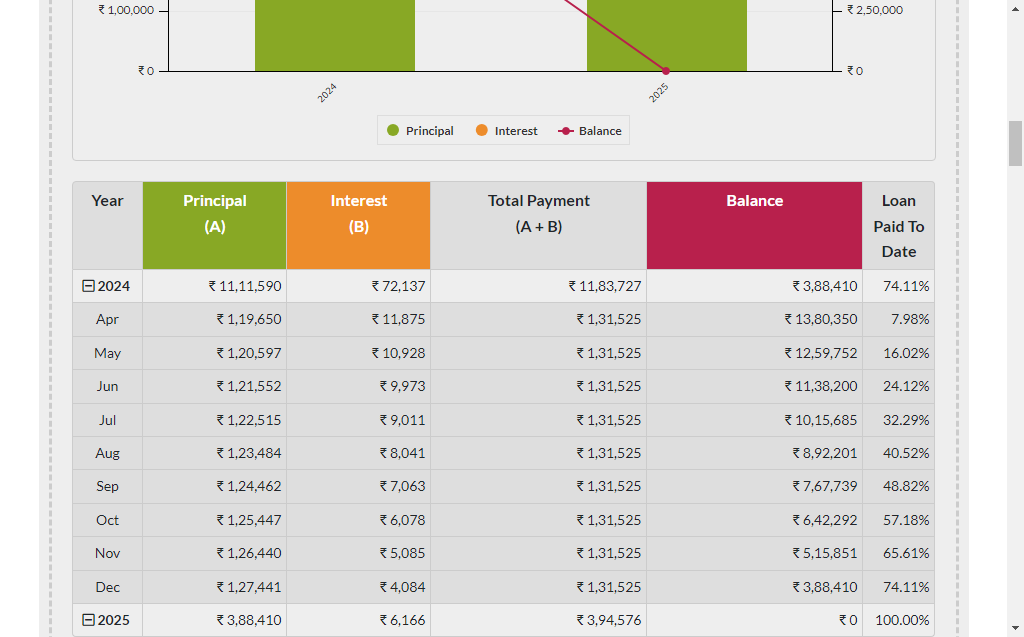 ₹ 1,00,000 ₹ 2,50,000
₹ 0 ₹ 0
2024 2025
Principal Interest Balance
Year Principal (A) Interest (B) Total Payment (A + B) Balance Loan Paid To Date
2024 ₹ 11,11,590 ₹ 72,137 ₹ 11,83,727 ₹ 3,88,410 74.11%
Apr ₹ 1,19,650 ₹ 11,875 ₹ 1,31,525 ₹ 13,80,350 7.98%
May ₹ 1,20,597 ₹ 10,928 ₹ 1,31,525 ₹ 12,59,752 16.02%
Jun ₹ 1,21,552 ₹ 9,973 ₹ 1,31,525 ₹ 11,38,200 24.12%
Jul ₹ 1,22,515 ₹ 9,011 ₹ 1,31,525 ₹ 10,15,685 32.29%
Aug ₹ 1,23,484 ₹ 8,041 ₹ 1,31,525 ₹ 8,92,201 40.52%
Sep ₹ 1,24,462 ₹ 7,063 ₹ 1,31,525 ₹ 7,67,739 48.82%
Oct ₹ 1,25,447 ₹ 6,078 ₹ 1,31,525 ₹ 6,42,292 57.18%
Nov ₹ 1,26,440 ₹ 5,085 ₹ 1,31,525 ₹ 5,15,851 65.61%
Dec ₹ 1,27,441 ₹ 4,084 ₹ 1,31,525 ₹ 3,88,410 74.11%
2025 ₹ 3,88,410 ₹ 6,166 ₹ 3,94,576 ₹ 0 100.00%